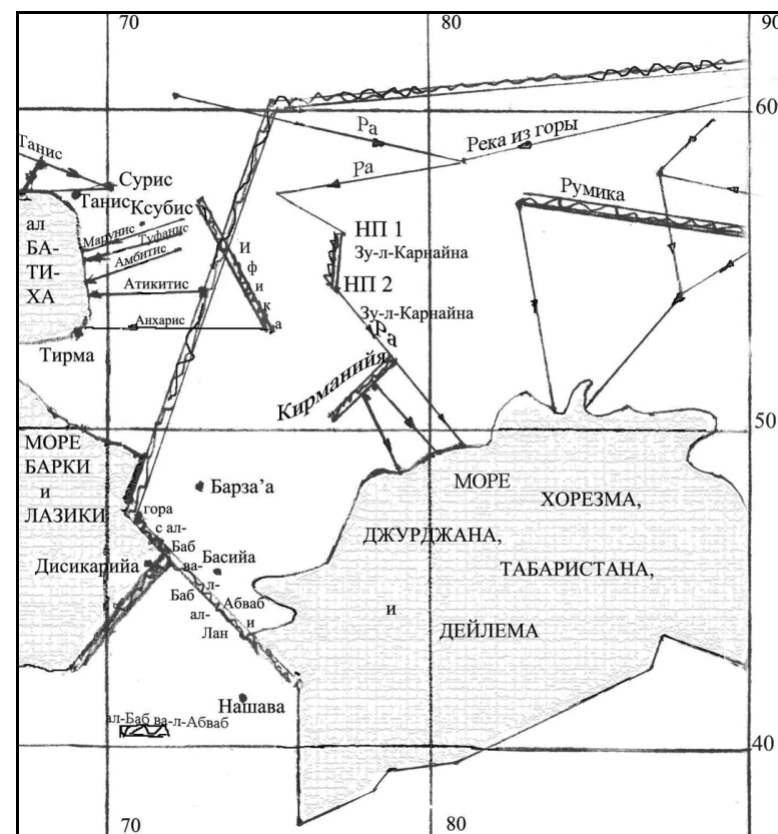 70
80
90
60
Ра
Река из горы
Танис
Ра
Сурис
Танис
Румика
Ксубис
ал
БА-
ТИ-
ХА
Марунис
Туфанис
Амбитис
Ифика
НП 1
Зу-л-Карнайна
НП 2
Зу-л-Карнайна
Атикитис
Анхарис
Тирма
Ра
Кирманийя
50
МОРЕ
БАРКИ
и
ЛАЗИКИ
Барза’а
МОРЕ
ХОРЕЗМА,
ДЖУРДЖАНА,
ТАБАРИСТАНА,
и
ДЕЙЛЕМА
гора
с ал-
Баб
ва-
л-
Абваб и
Баб
ал-
Лан
Дисикарийа
Басийа
Нашава
ал-Баб ва-л-Абваб
40
70
80